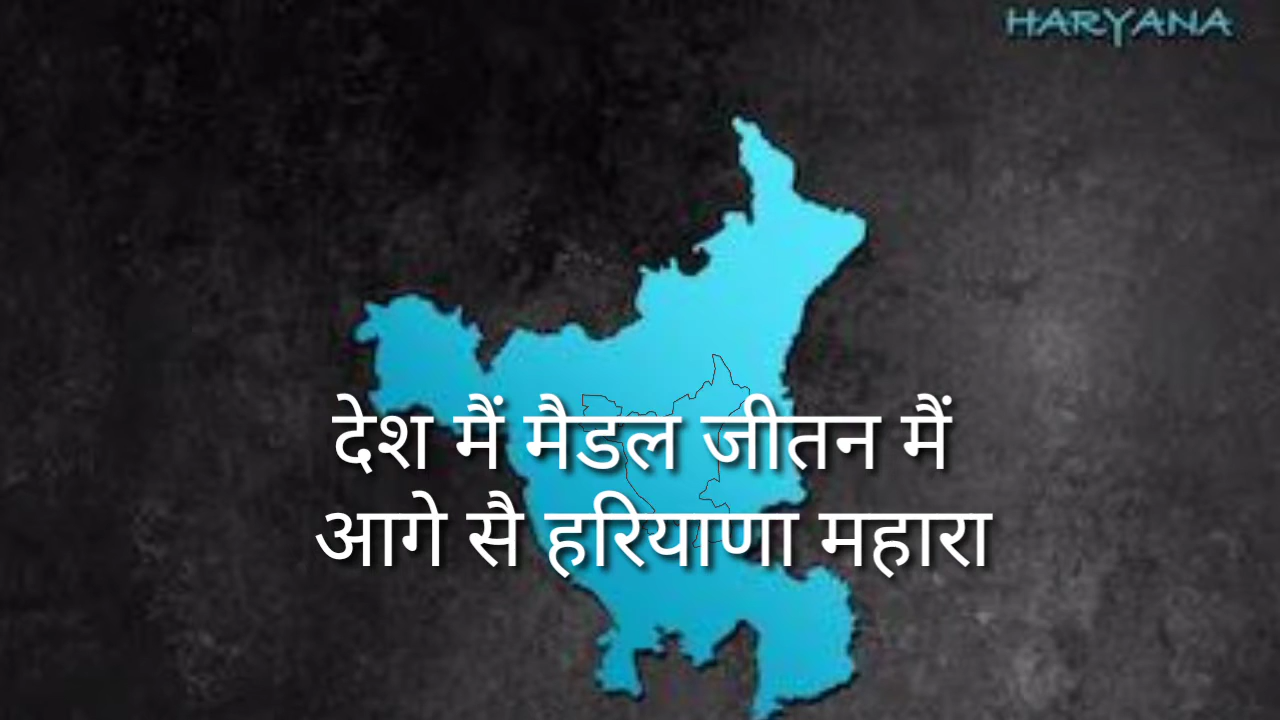 HARYANA
देश मैं मैडल जीतन मैं
आगे सै हरियाणा महारा